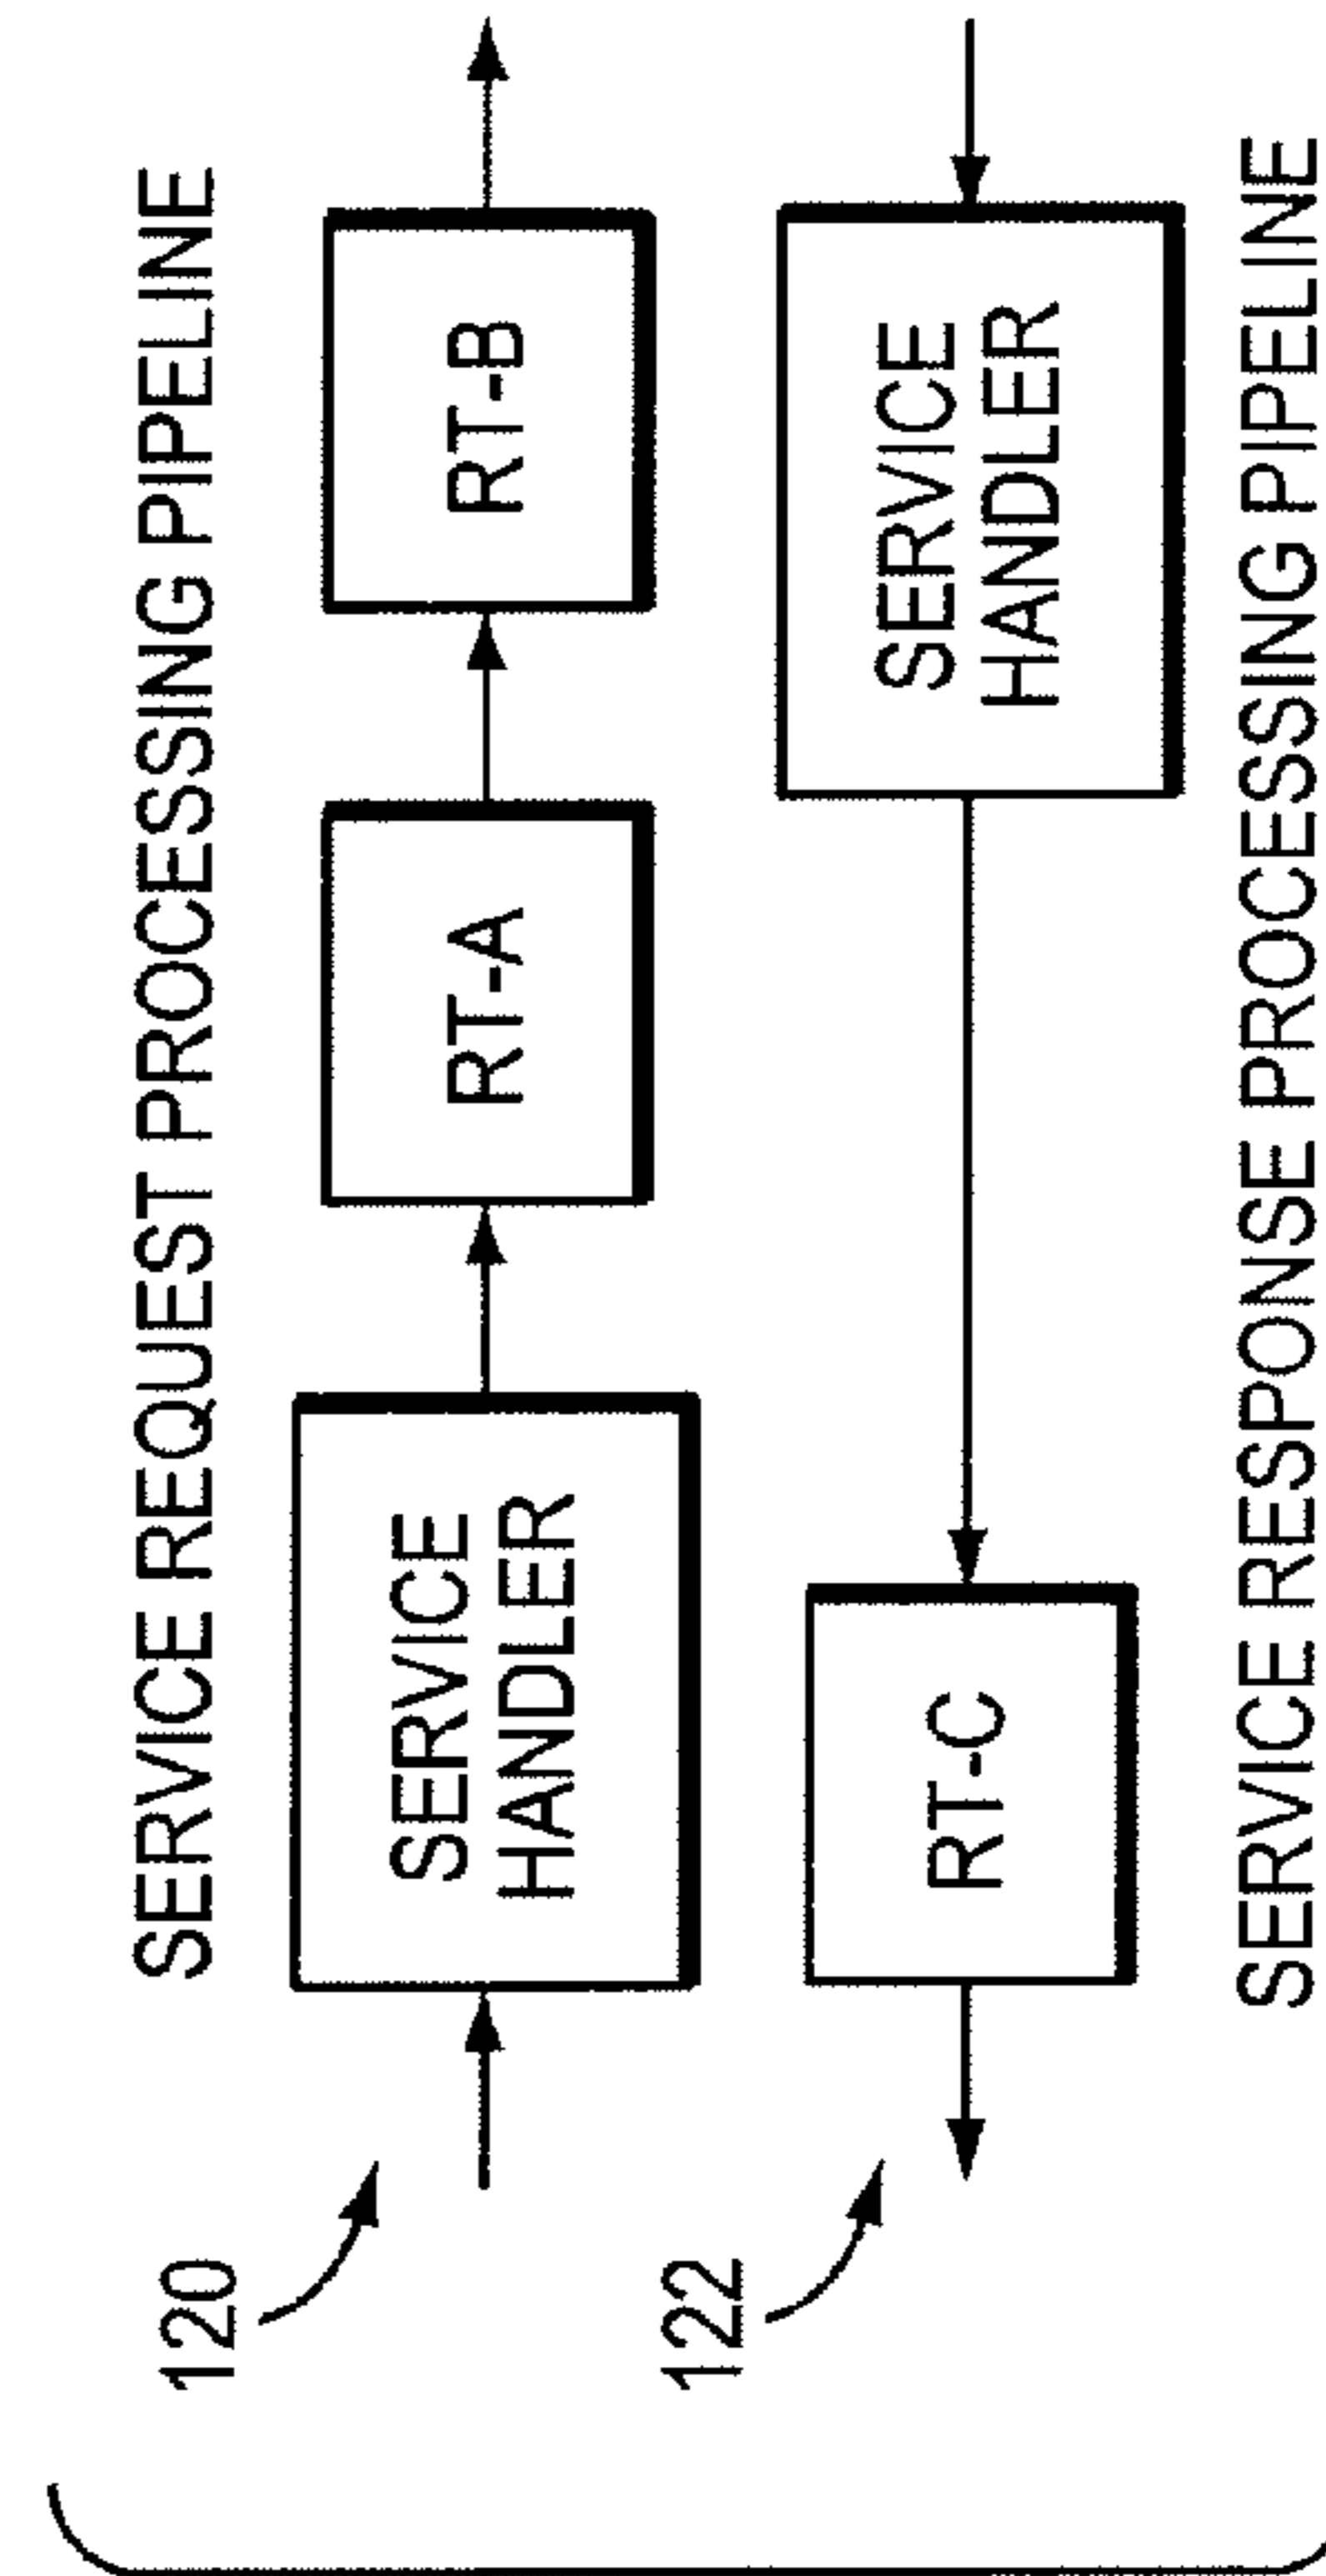 SERVICE REQUEST PROCESSING PIPELINE
120
SERVICE
HANDLER
RT-A
RT-B
122
RT-C
SERVICE
HANDLER
SERVICE RESPONSE PROCESSING PIPELINE